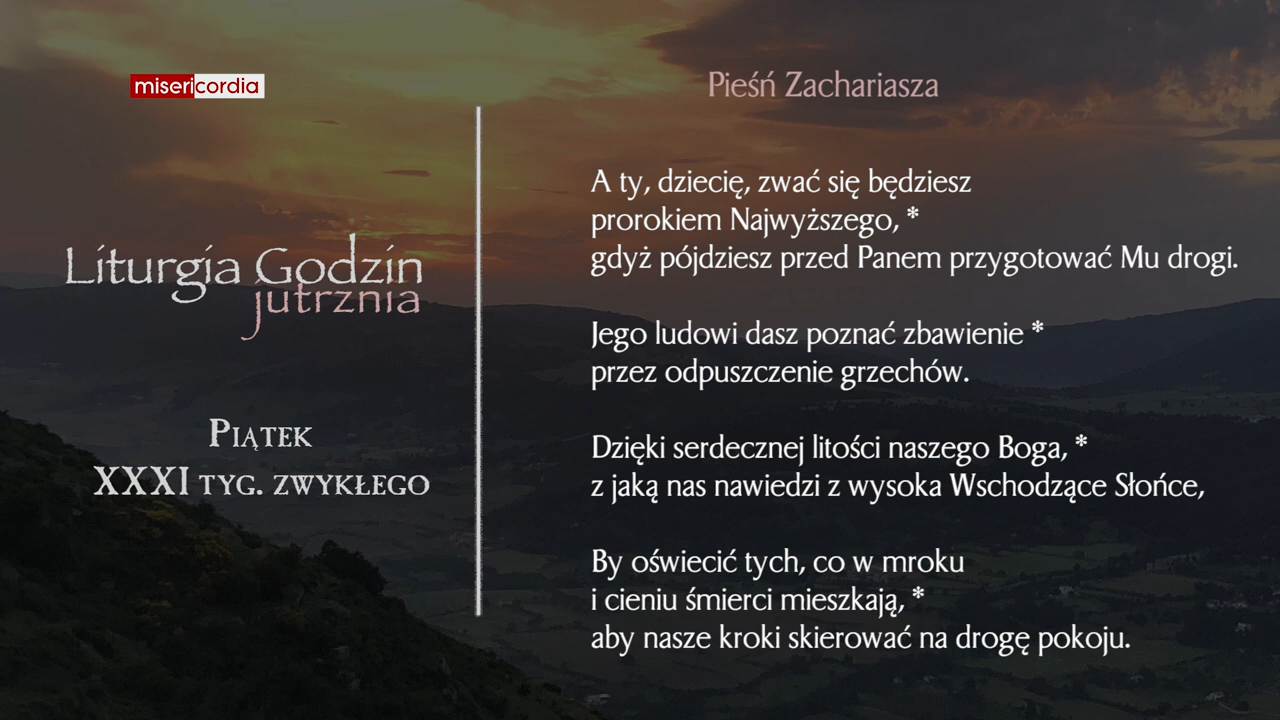 misericordia
Liturgia Godzin
jutrznia
Piątek
XXXI tyg. zwykłego
Pieśń Zachariasza
A ty, dziecię, zwać się będziesz
prorokiem Najwyższego, *
gdyż pójdziesz przed Panem przygotować Mu drogi.
Jego ludowi dasz poznać zbawienie *
przez odpuszczenie grzechów.
Dzięki serdecznej litości naszego Boga, *
z jaką nas nawiedzi z wysoka Wschodzące Słońce,
By oświecić tych, co w mroku
i cieniu śmierci mieszkają, *
aby nasze kroki skierować na drogę pokoju.